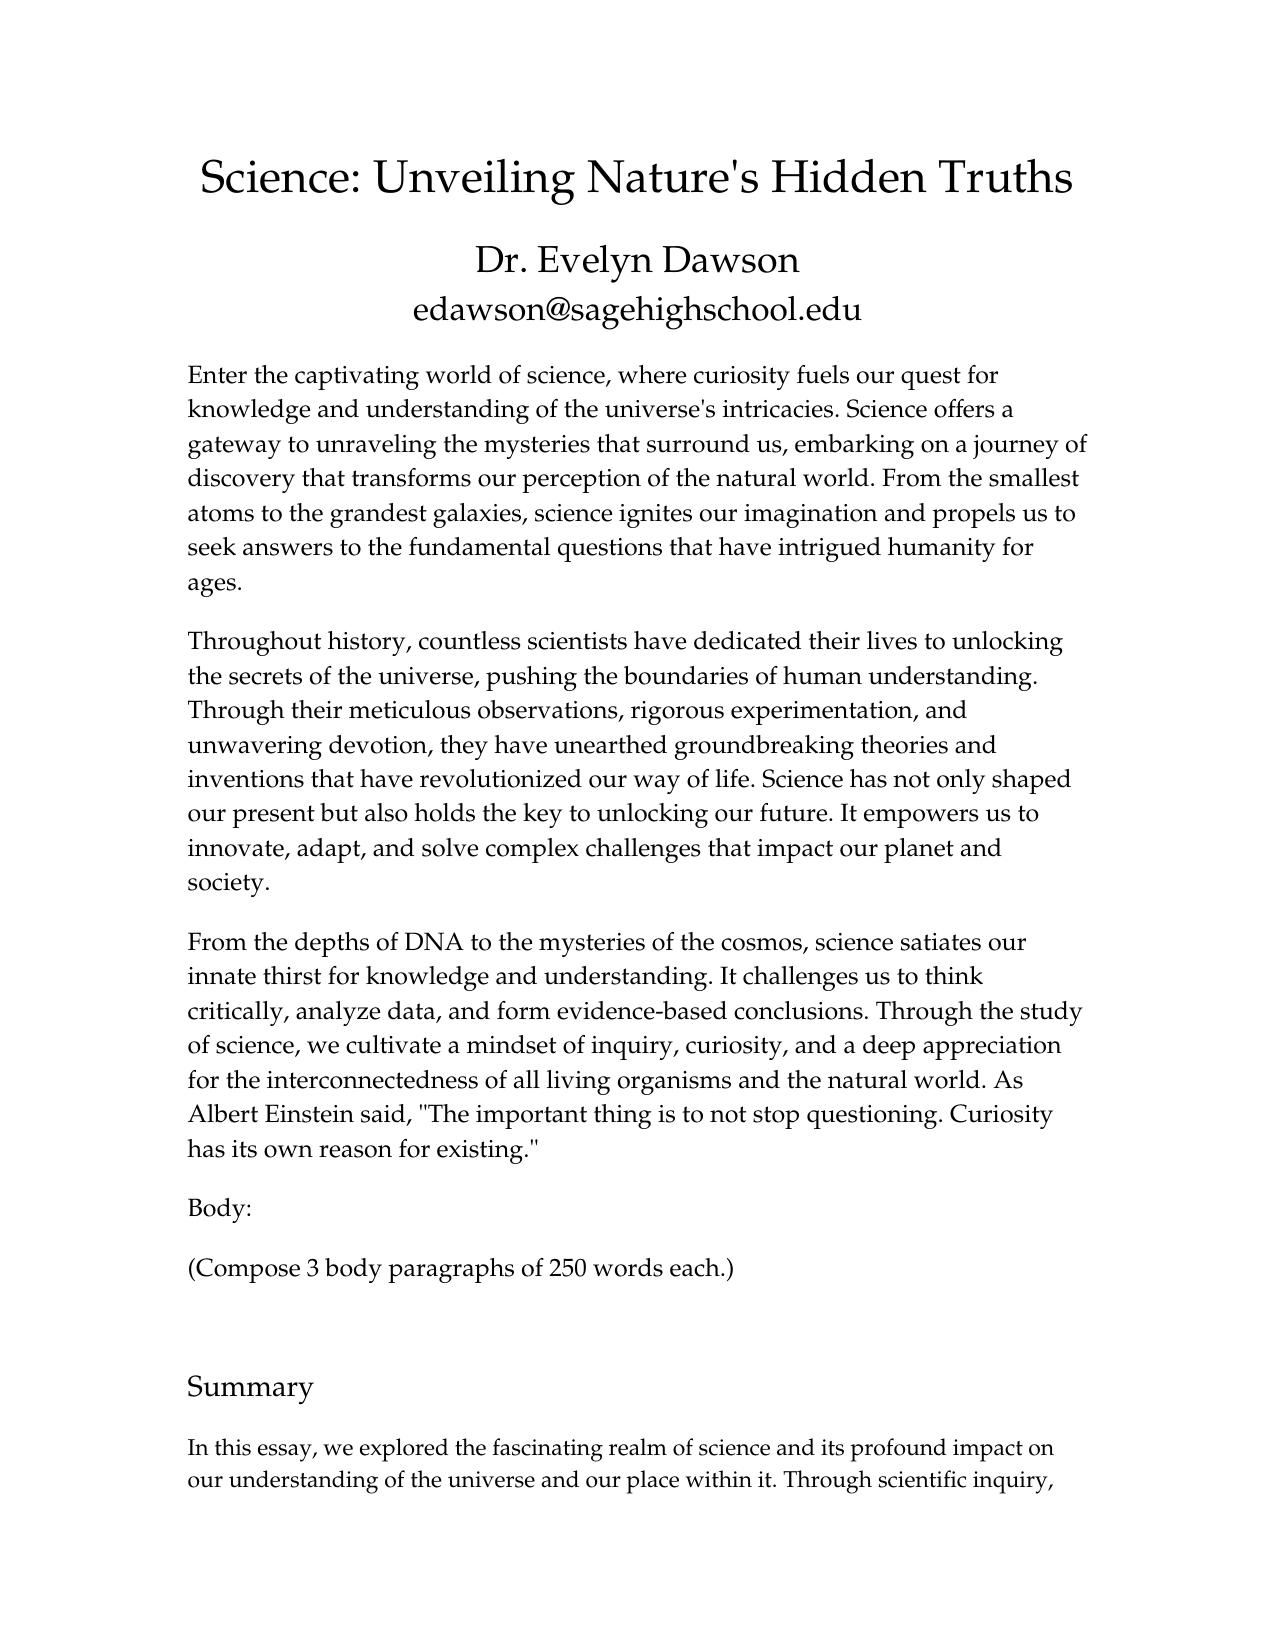 Science: Unveiling Nature's Hidden Truths
Dr. Evelyn Dawson
edawson@sagehighschool.edu
Enter the captivating world of science, where curiosity fuels our quest for
knowledge and understanding of the universe's intricacies. Science offers a
gateway to unraveling the mysteries that surround us, embarking on a journey of
discovery that transforms our perception of the natural world. From the smallest
atoms to the grandest galaxies, science ignites our imagination and propels us to
seek answers to the fundamental questions that have intrigued humanity for
ages.
Throughout history, countless scientists have dedicated their lives to unlocking
the secrets of the universe, pushing the boundaries of human understanding.
Through their meticulous observations, rigorous experimentation, and
unwavering devotion, they have unearthed groundbreaking theories and
inventions that have revolutionized our way of life. Science has not only shaped
our present but also holds the key to unlocking our future. It empowers us to
innovate, adapt, and solve complex challenges that impact our planet and
society.
From the depths of DNA to the mysteries of the cosmos, science satiates our
innate thirst for knowledge and understanding. It challenges us to think
critically, analyze data, and form evidence-based conclusions. Through the study
of science, we cultivate a mindset of inquiry, curiosity, and a deep appreciation
for the interconnectedness of all living organisms and the natural world. As
Albert Einstein said, "The important thing is to not stop questioning. Curiosity
has its own reason for existing."
Body:
(Compose 3 body paragraphs of 250 words each.)
Summary
In this essay, we explored the fascinating realm of science and its profound impact on
our understanding of the universe and our place within it. Through scientific inquiry,